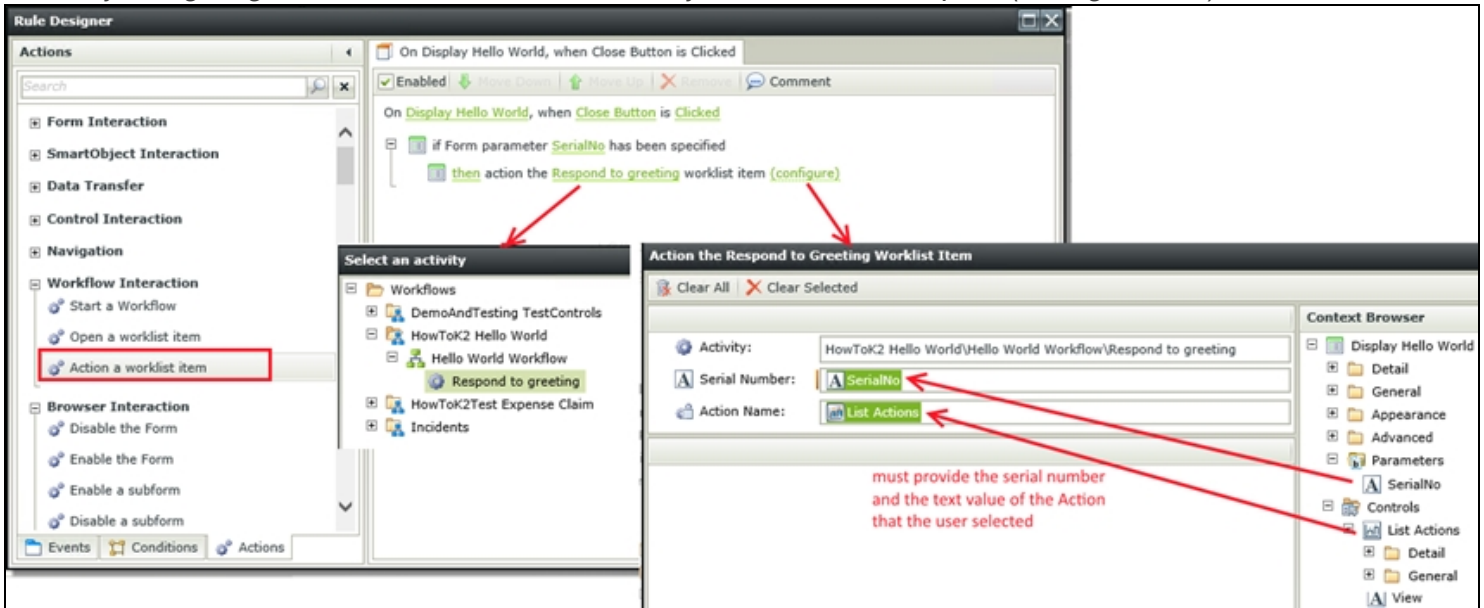 Rule Designer
Actions
Search
Form Interaction
SmartObject Interaction
Data Transfer
Control Interaction
Navigation
Workflow Interaction
Start a Workflow
Open a worklist item
Action a worklist item
Browser Interaction
Disable the Form
Enable the Form
Enable a subform
Disable a subform
Events Conditions Actions
On Display Hello World, when Close Button is Clicked
Enabled Move Down Move Up Remove Comment
On Display Hello World, when Close Button is Clicked
if Form parameter SerialNo has been specified
then action the Respond to greeting worklist item (configure)
Select an activity
Workflows
DemoAndTesting TestControls
HowToK2 Hello World
Hello World Workflow
Respond to greeting
HowToK2Test Expense Claim
Incidents
Action the Respond to Greeting Worklist Item
Clear All Clear Selected
Activity: HowToK2 Hello World\Hello World Workflow\Respond to greeting
Serial Number: SerialNo
Action Name: List Actions
must provide the serial number
and the text value of the Action
that the user selected
Context Browser
Display Hello World
Detail
General
Appearance
Advanced
Parameters
SerialNo
Controls
List Actions
Detail
General
View